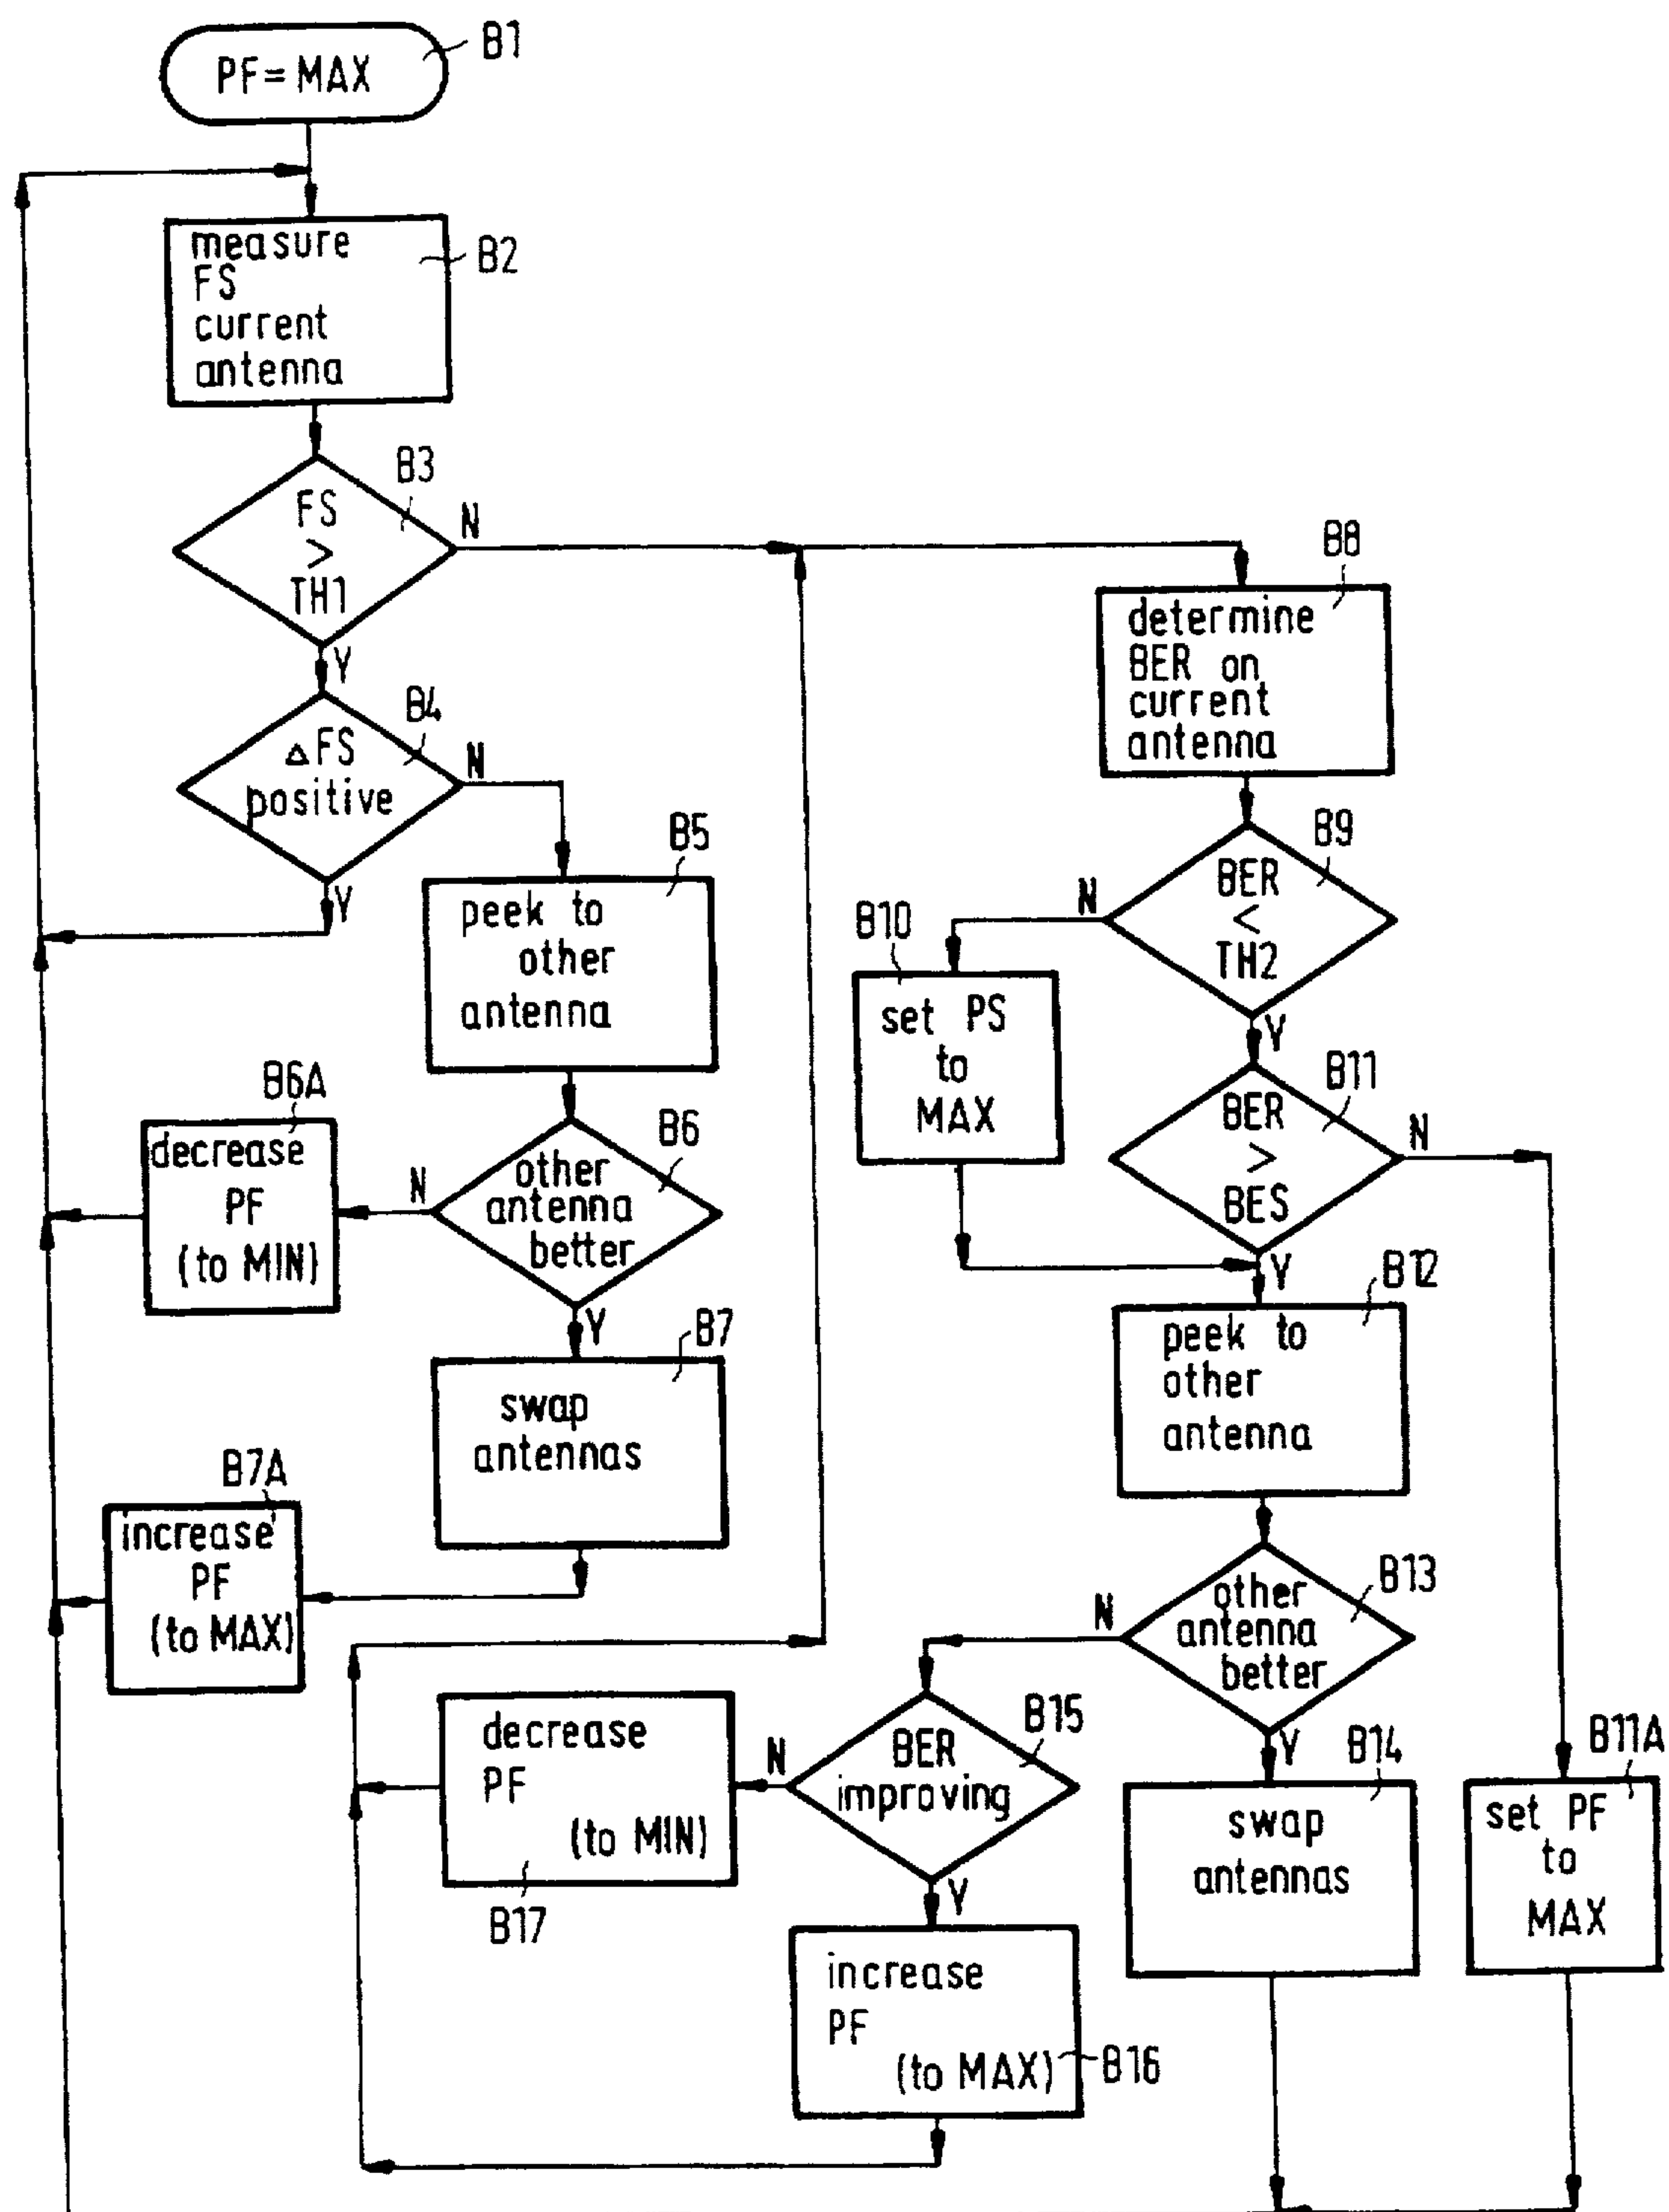 PF= MAX
B1
measure
FS
current
antenna
B2
FS
>
TH1
B3
N
Y
Δ FS
positive
B4
N
Y
peek to
other
antenna
B5
other
antenna
better
B6
N
Y
decrease
PF
(to MIN)
B6A
swap
antennas
B7
increase
PF
(to MAX)
B7A
determine
BER on
current
antenna
B8
BER
<
TH2
B9
N
Y
set PS
to
MAX
B10
BER
>
BES
B11
N
Y
peek to
other
antenna
B12
other
antenna
better
B13
N
Y
swap
antennas
B14
set PF
to
MAX
B11A
BER
improving
B15
N
Y
decrease
PF
(to MIN)
B17
increase
PF
(to MAX)
B16